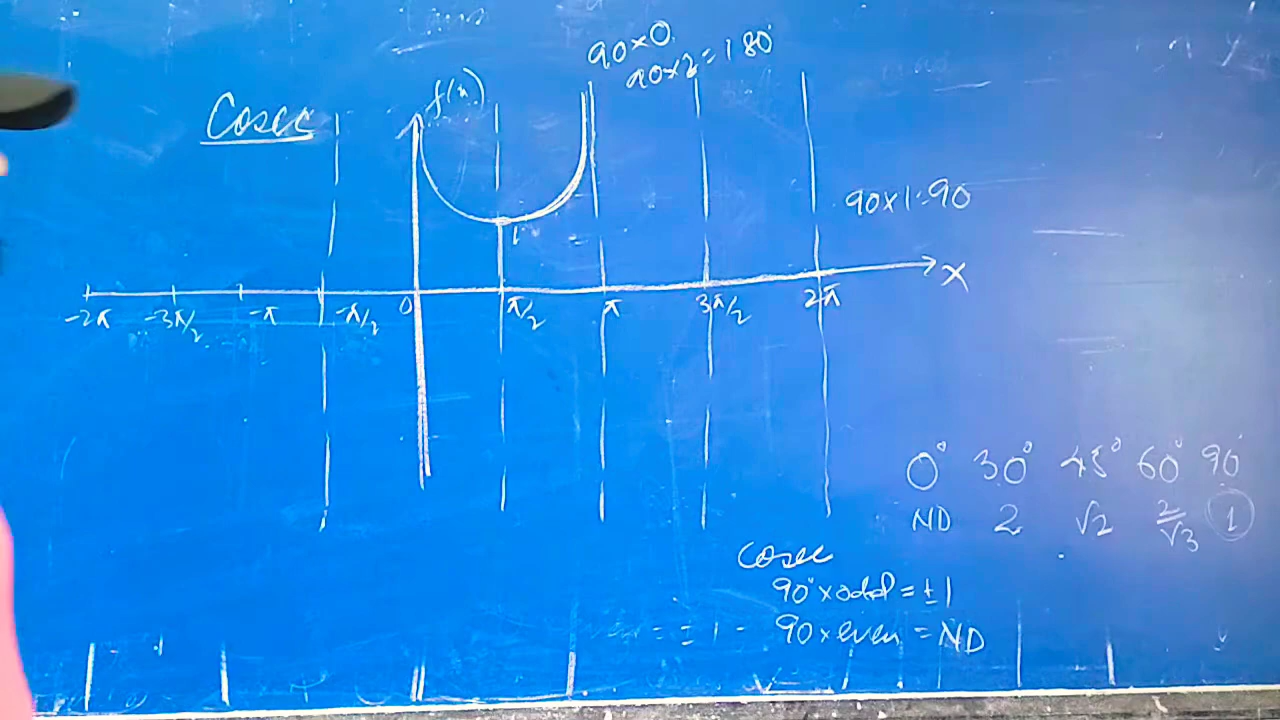 90×0
90×2=180°
f(x)
Cosec
90×1=90
1
x
-2π -3π/2 -π -π/2 0 π/2 π 3π/2 2π
0° 30° 45° 60° 90°
ND 2 √2 2/√3 1
Cosec
90°×odd=±1
= ±1 - 90×even=ND